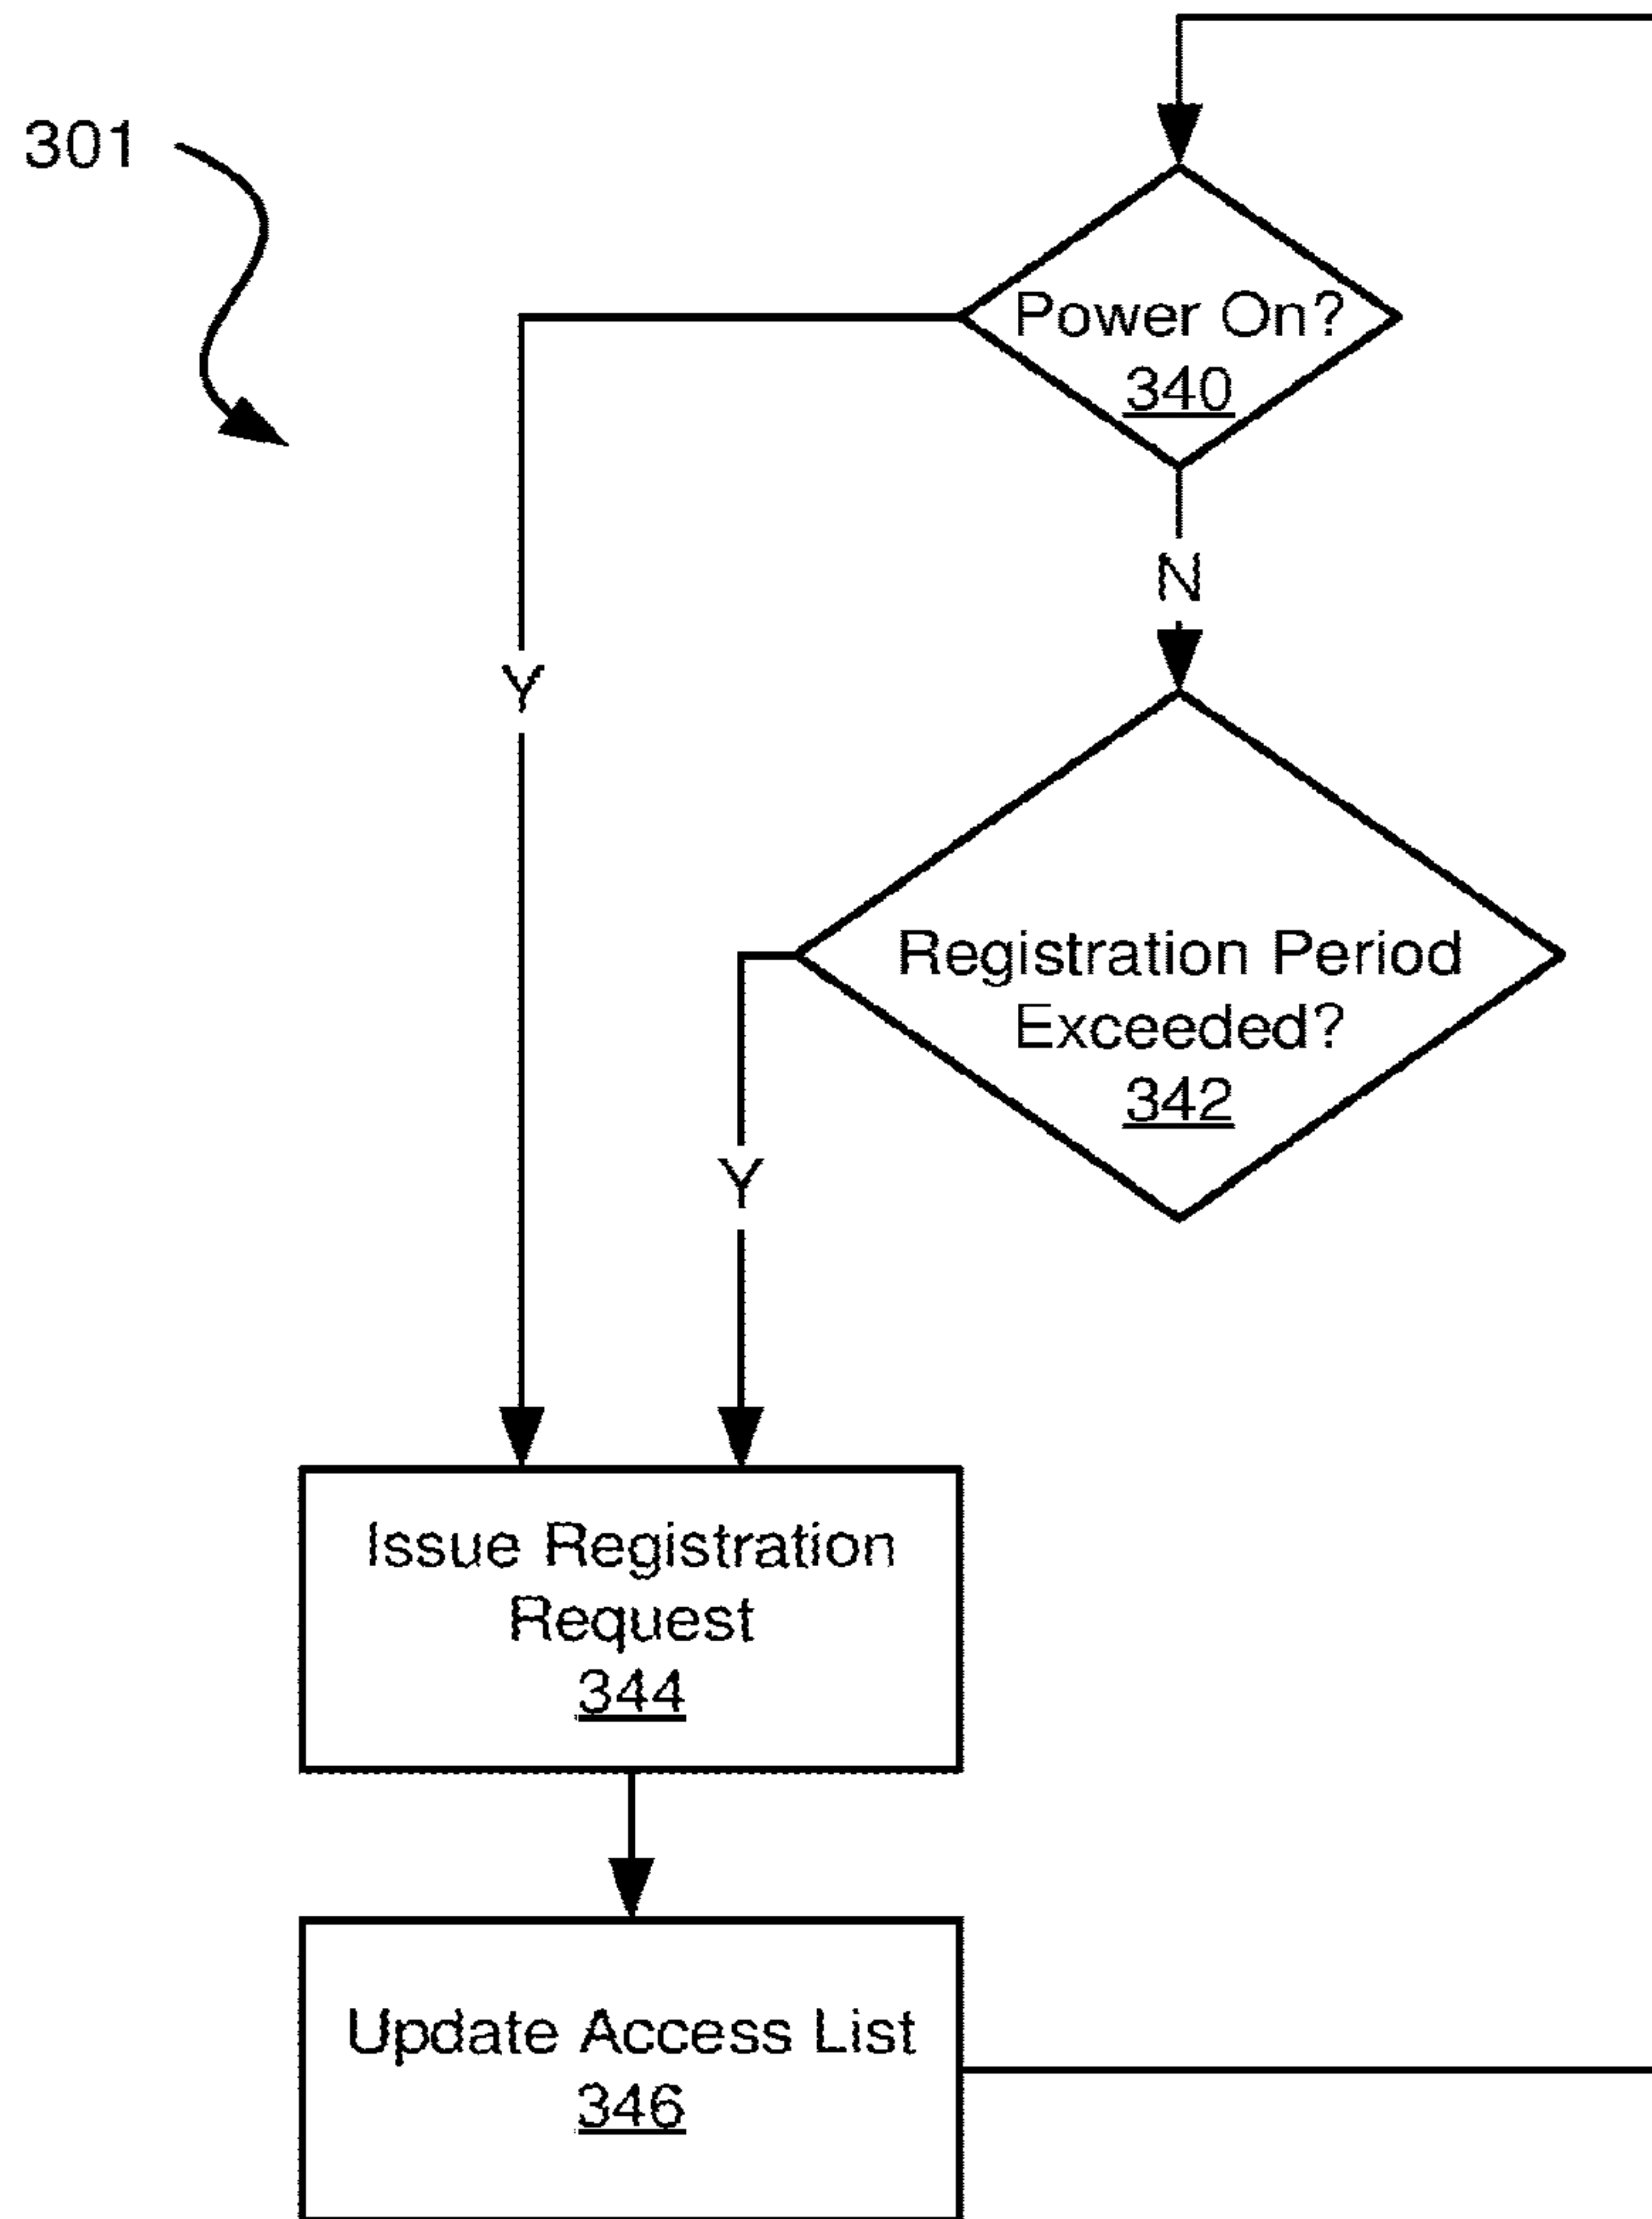 301
Power On?
340
N
Y
Registration Period
Exceeded?
342
Y
Issue Registration
Request
344
Update Access List
346